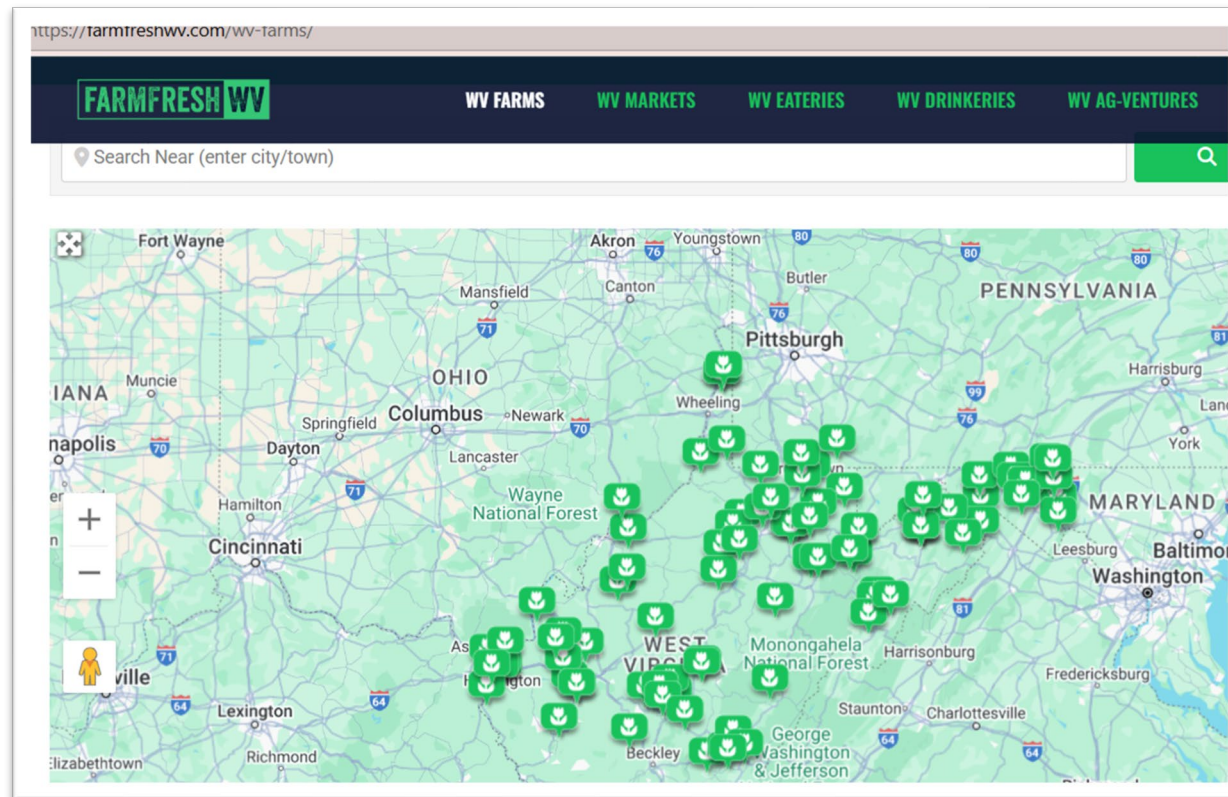 https://farmfreshwv.com/wv-farms/
FARMFRESH WV
WV FARMS WV MARKETS WV EATERIES WV DRINKERIES WV AG-VENTURES
Search Near (enter city/town)
Fort Wayne
Akron 76 Youngstown 80
80 80
Butler
Mansfield Canton
PENNSYLVANIA
71 76
81
Pittsburgh
Harrisburg
Muncie OHIO
IANA 99
Wheeling
Columbus Newark 70 76
Springfield
York
napolis 70 Dayton
Lancaster
71
Wayne
National Forest
Hamilton
MARYLAND
+
Cincinnati
Leesburg
−
Washington
81
WEST
Monongahela
National Forest
Harrisonburg
71 ville
Fredericksburg
64 64
Lexington
Staunton Charlottesville
64 64
George
Washington
& Jefferson
Beckley
Richmond
Elizabethtown